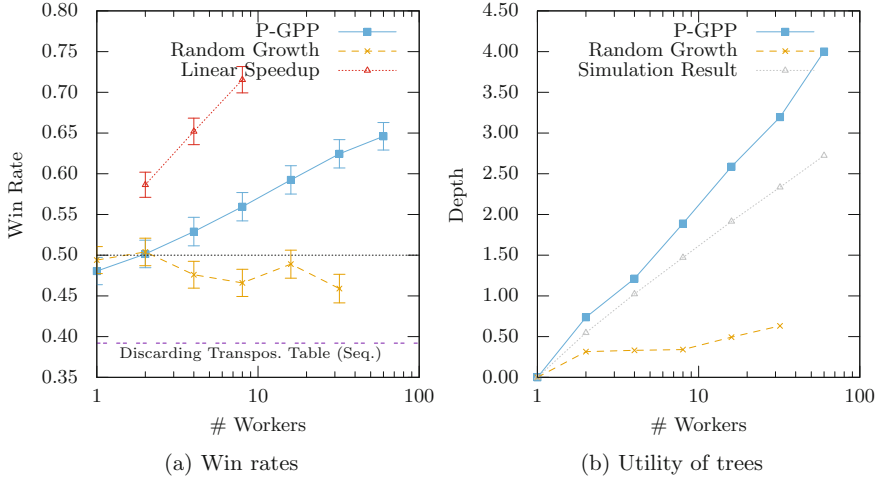 P-GPP
Random Growth
Linear Speedup
0.80
0.75
0.70
0.65
0.60
0.55
0.50
0.45
0.40
0.35
Win Rate
Discarding Transpos. Table (Seq.)
1
10
100
# Workers
(a) Win rates
P-GPP
Random Growth
Simulation Result
4.50
4.00
3.50
3.00
2.50
2.00
1.50
1.00
0.50
0.00
Depth
1
10
100
# Workers
(b) Utility of trees